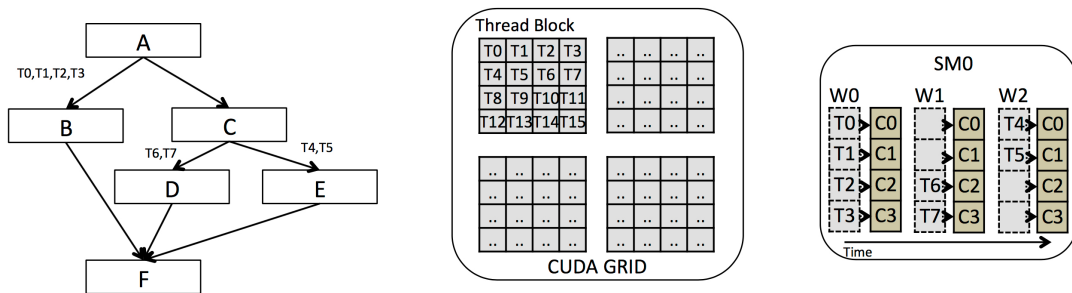 A
T0,T1,T2,T3
B
C
T6,T7
T4,T5
D
E
F
Thread Block
T0 T1 T2 T3
T4 T5 T6 T7
T8 T9 T10 T11
T12 T13 T14 T15
.. .. .. ..
.. .. .. ..
.. .. .. ..
.. .. .. ..
.. .. .. ..
.. .. .. ..
.. .. .. ..
.. .. .. ..
.. .. .. ..
.. .. .. ..
.. .. .. ..
.. .. .. ..
CUDA GRID
SM0
W0 W1 W2
T0 C0 C0 T4 C0
T1 C1 C1 T5 C1
T2 C2 T6 C2 C2
T3 C3 T7 C3 C3
Time